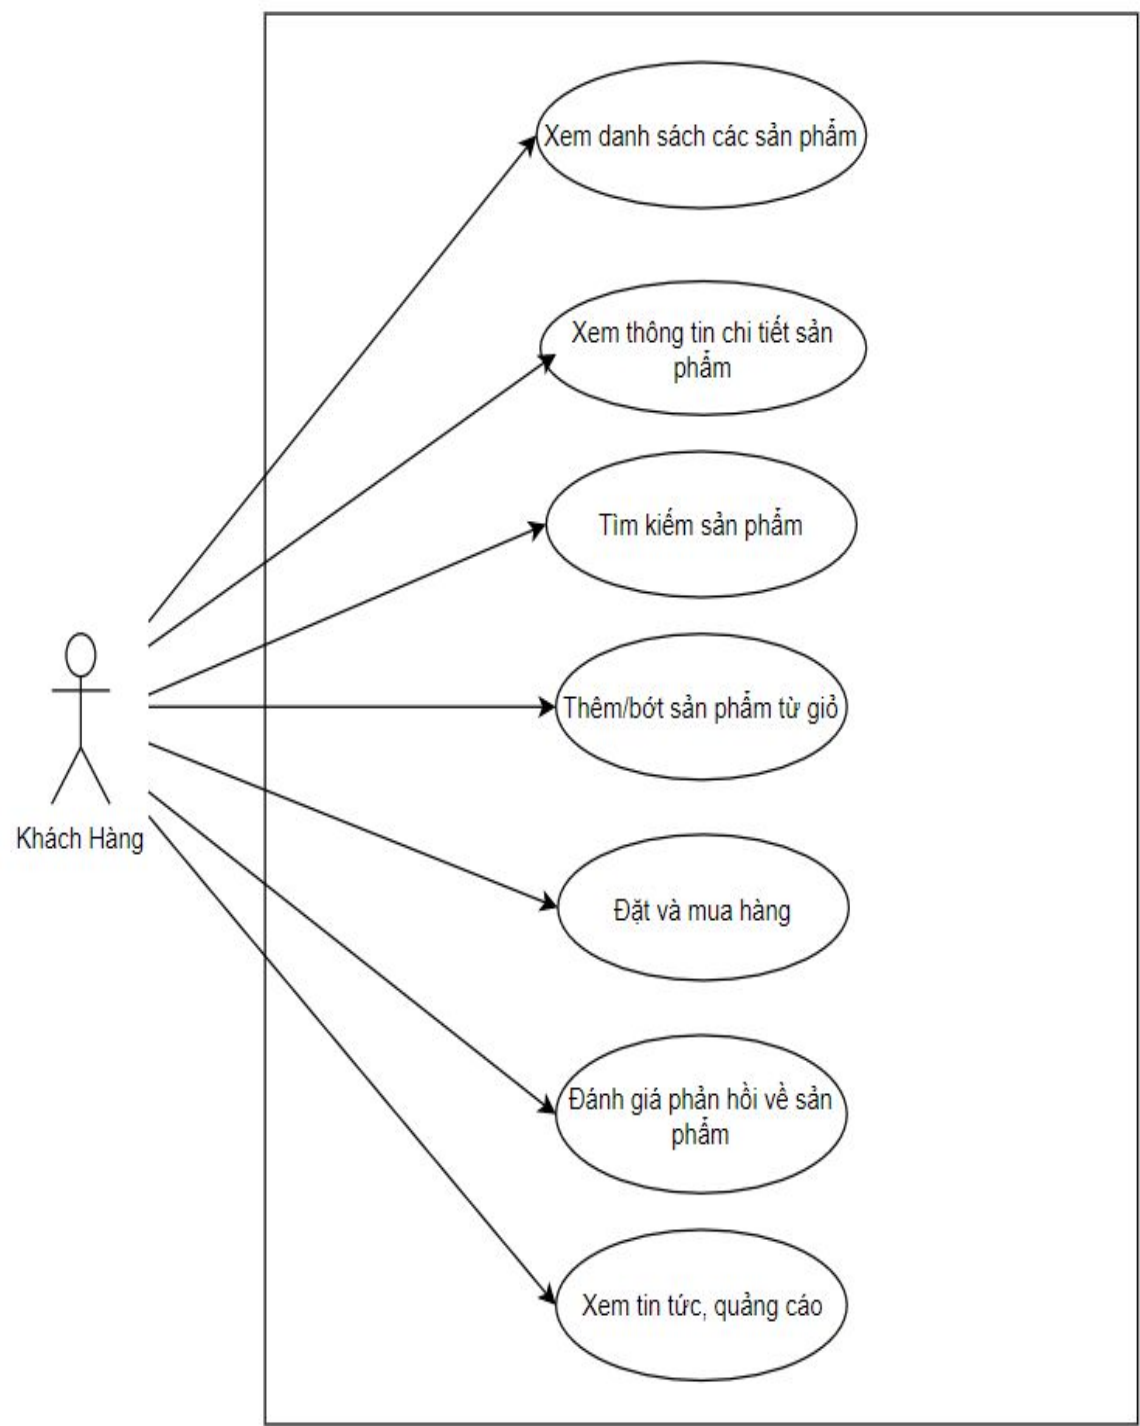 Xem danh sách các sản phẩm
Xem thông tin chi tiết sản
phẩm
Tìm kiếm sản phẩm
Thêm/bớt sản phẩm từ giỏ
Khách Hàng
Đặt và mua hàng
Đánh giá phản hồi về sản
phẩm
Xem tin tức, quảng cáo